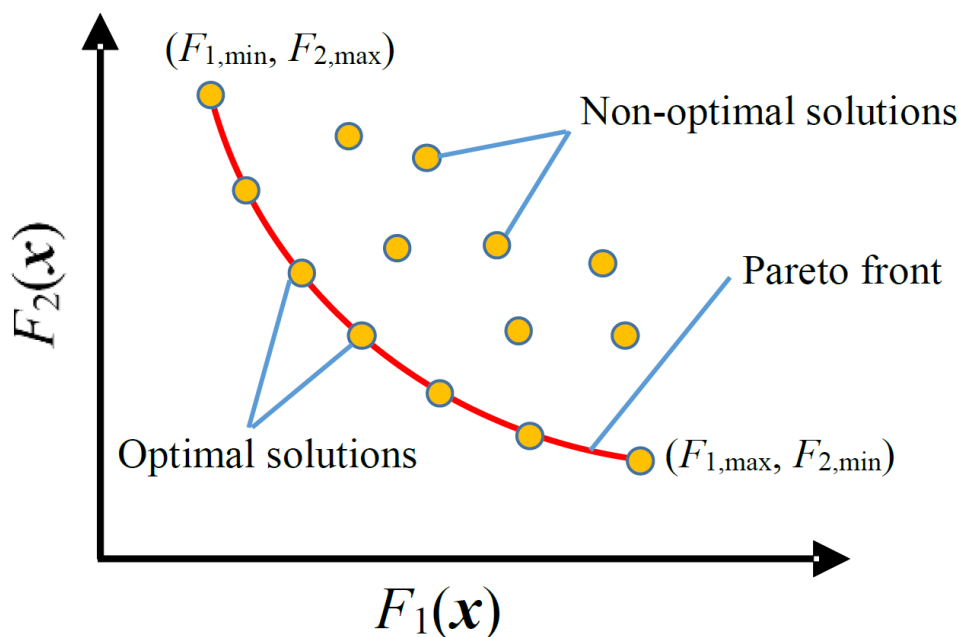 (F1,min, F2,max)
Non-optimal solutions
F2(x)
Pareto front
Optimal solutions
(F1,max, F2,min)
F1(x)